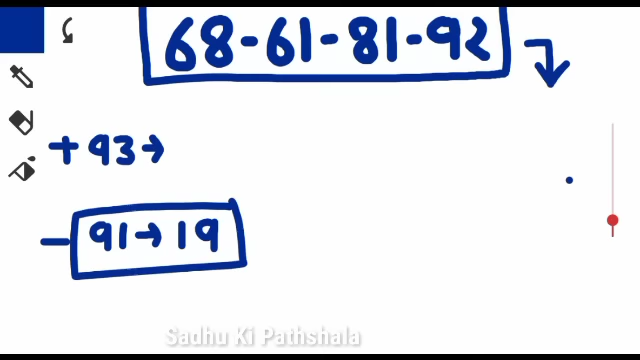 68-61-81-92
+ 93 →
- 91 → 19
Sadhu Ki Pathshala